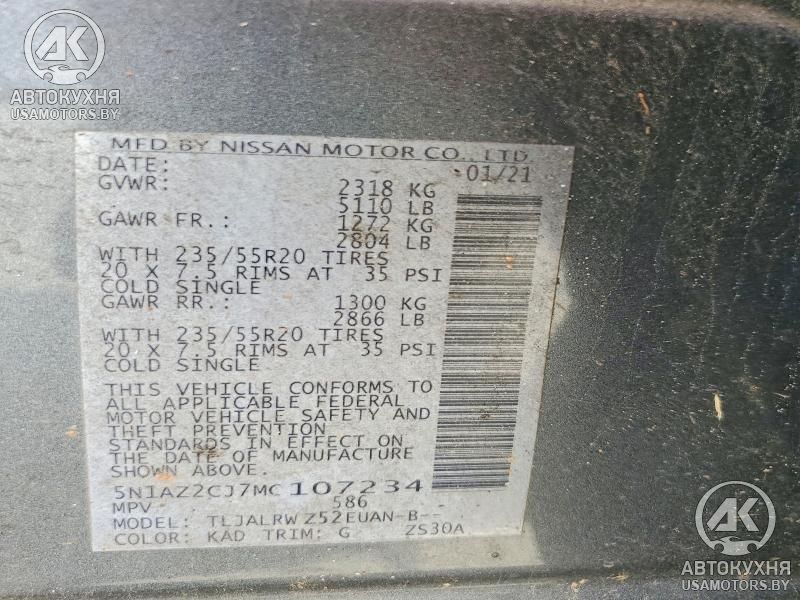 АК
АВТОКУХНЯ
USAMOTORS.BY
MFD BY NISSAN MOTOR CO., LTD.
DATE: 01/21
GVWR: 2318 KG
5110 LB
GAWR FR.: 1272 KG
2804 LB
WITH 235/55R20 TIRES
20 X 7.5 RIMS AT 35 PSI
COLD SINGLE
GAWR RR.: 1300 KG
2866 LB
WITH 235/55R20 TIRES
20 X 7.5 RIMS AT 35 PSI
COLD SINGLE
THIS VEHICLE CONFORMS TO
ALL APPLICABLE FEDERAL
MOTOR VEHICLE SAFETY AND
THEFT PREVENTION
STANDARDS IN EFFECT ON
THE DATE OF MANUFACTURE
SHOWN ABOVE.
5N1AZ2CJ7MC107234
MPV 586
MODEL: TLJALRW Z52EUAN-B--
COLOR: KAD TRIM: G ZS30A
АК
АВТОКУХНЯ
USAMOTORS.BY